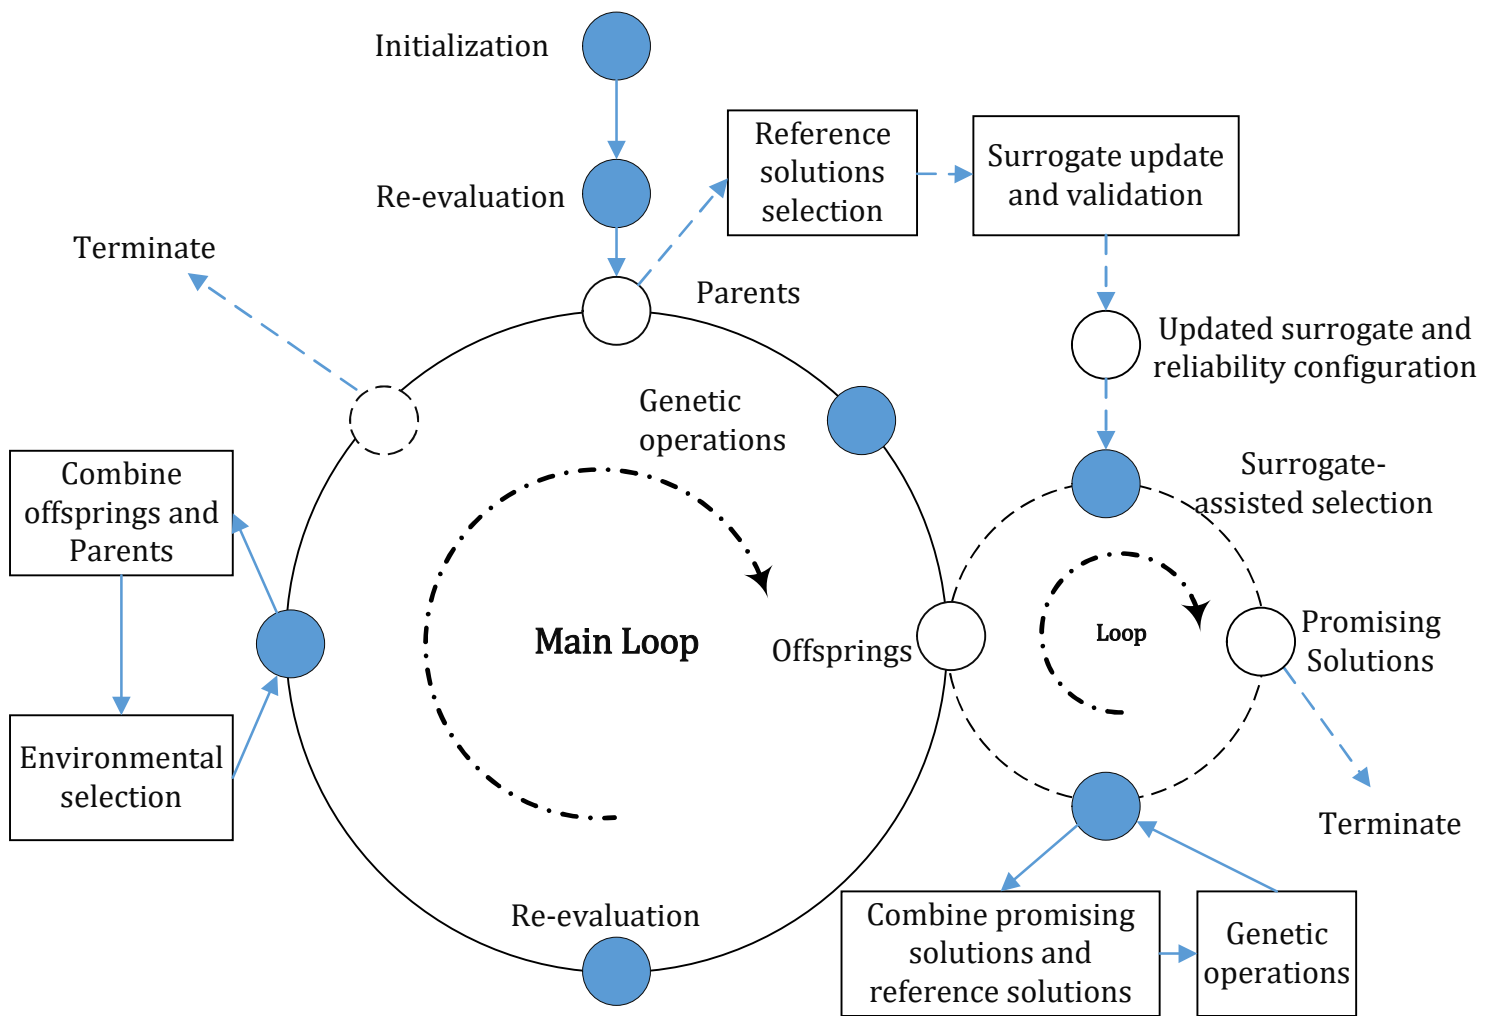 Initialization
Re-evaluation
Terminate
Parents
Reference
solutions
selection
Surrogate update
and validation
Updated surrogate and
reliability configuration
Genetic
operations
Surrogate-
assisted selection
Combine
offsprings and
Parents
Main Loop
Offsprings
Loop
Promising
Solutions
Environmental
selection
Terminate
Re-evaluation
Combine promising
solutions and
reference solutions
Genetic
operations